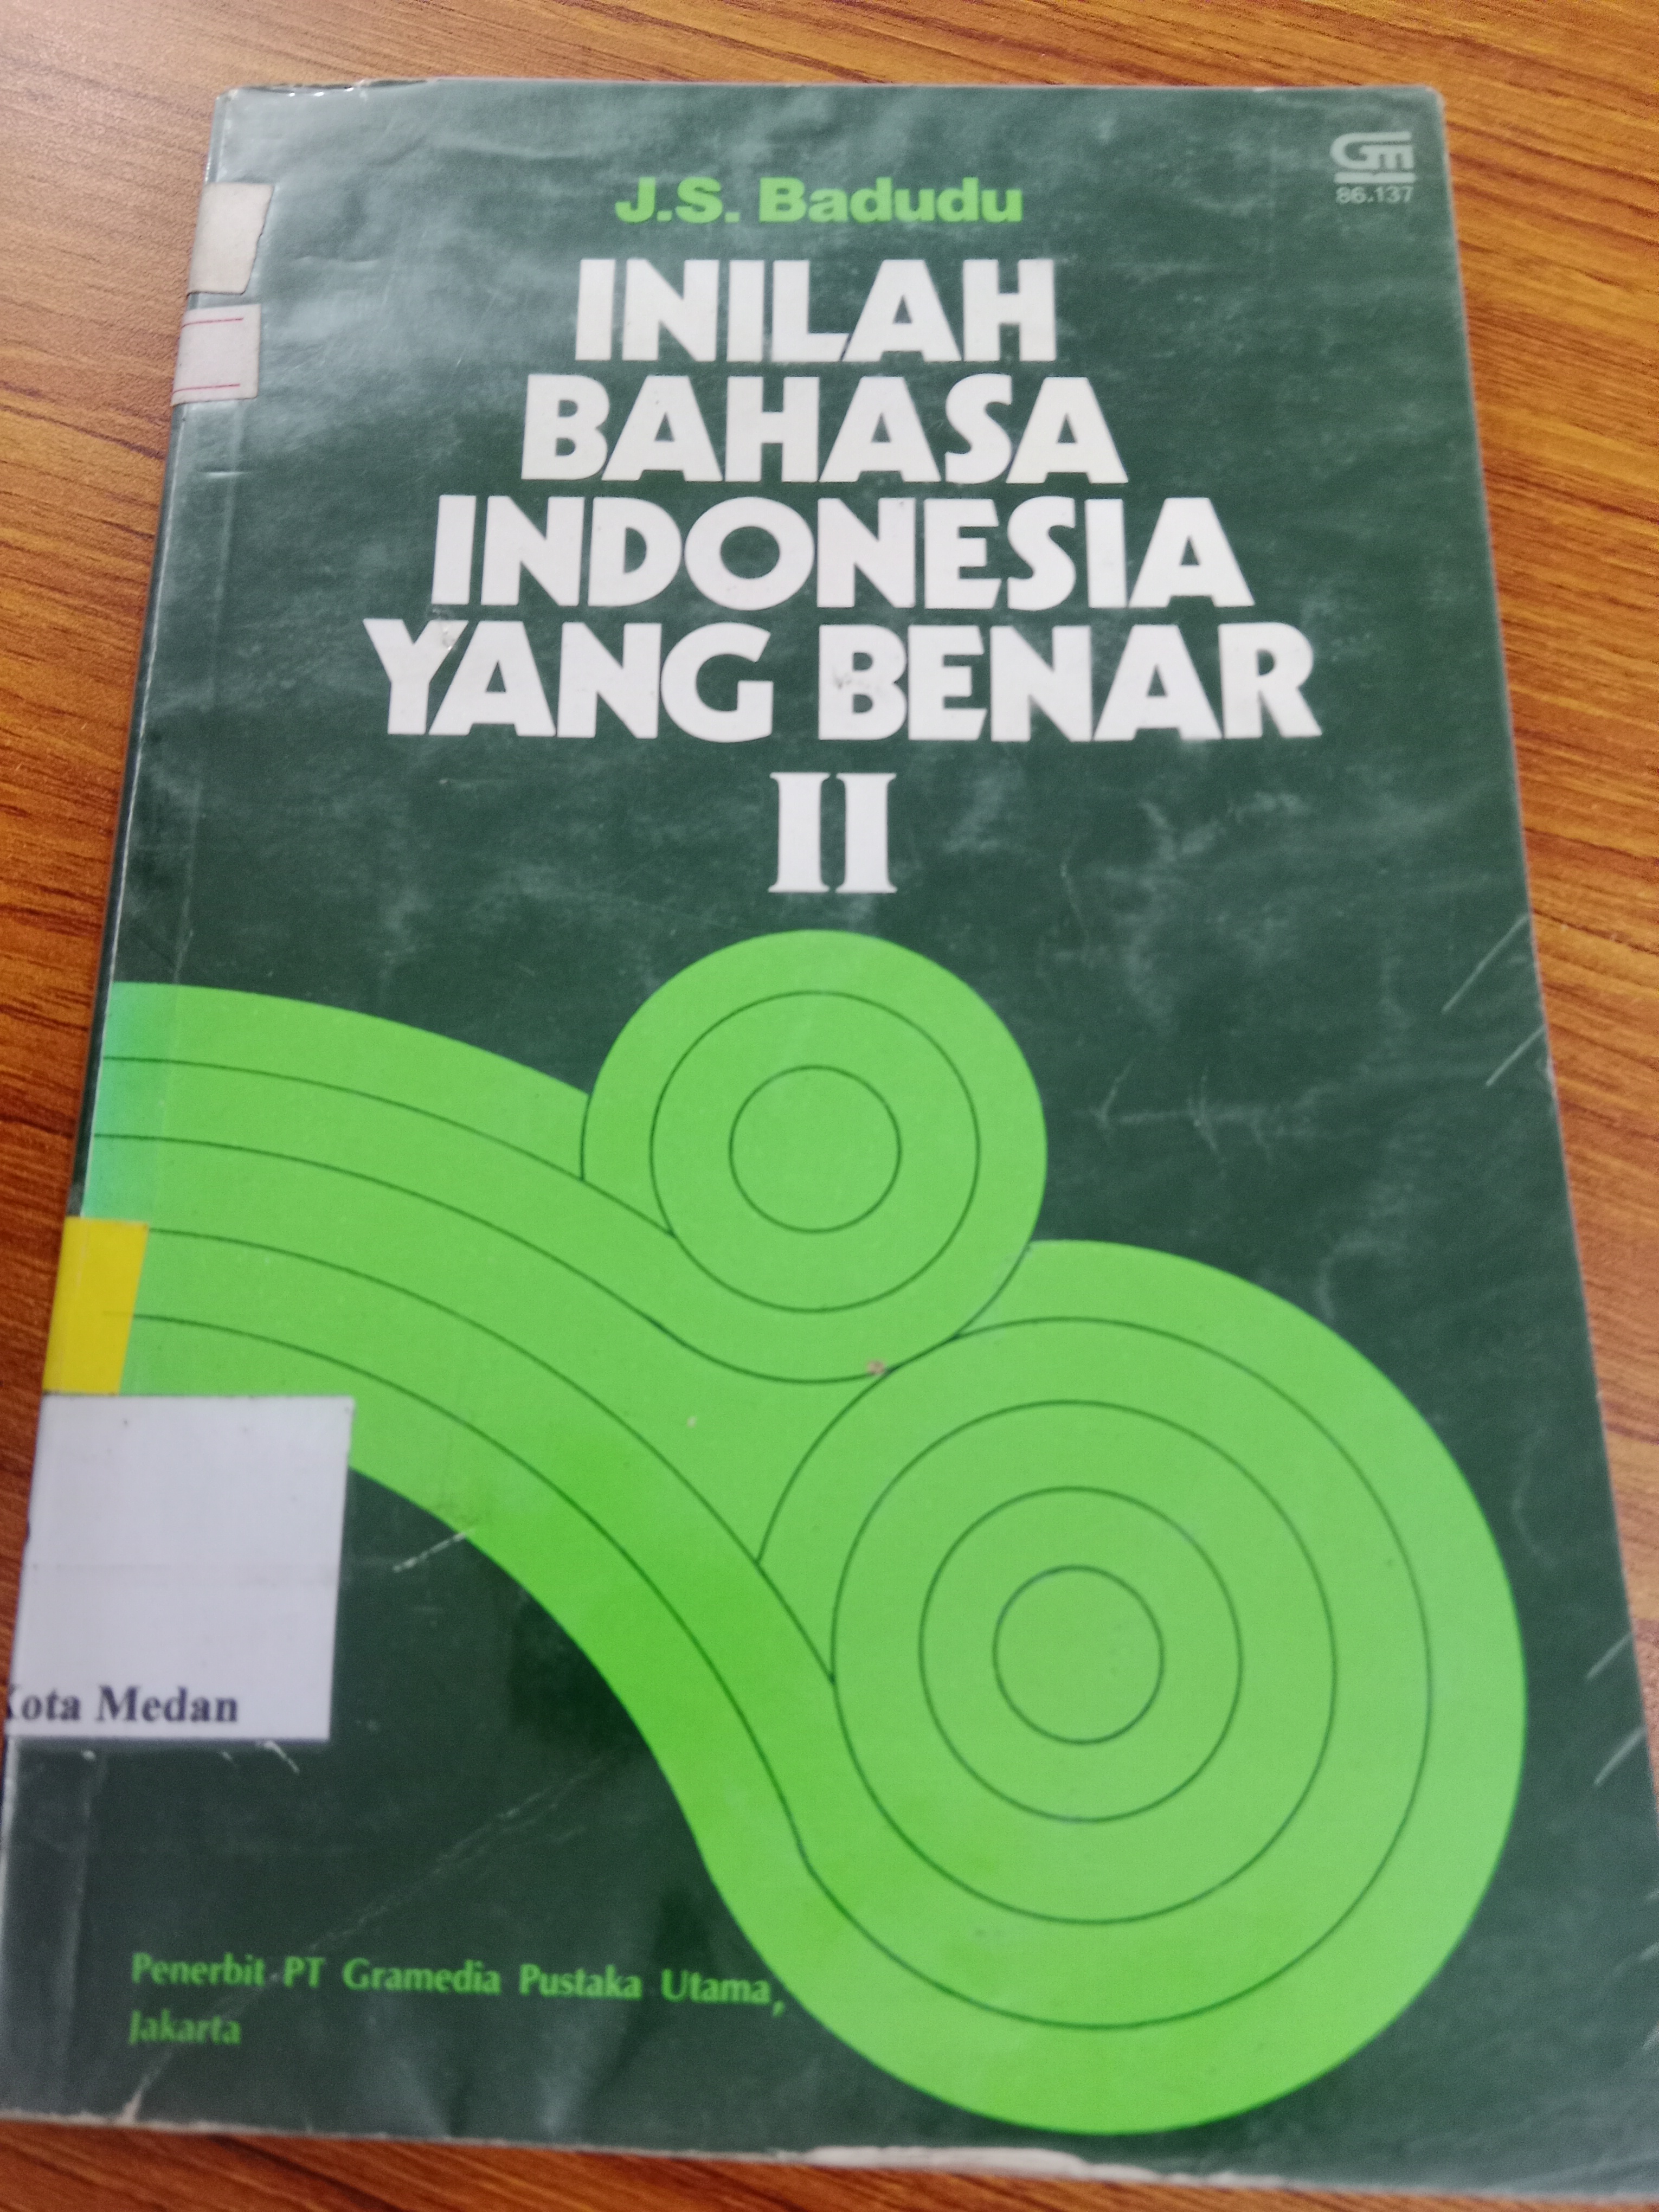 GM
86.137
J.S. Badudu
INILAH
BAHASA
INDONESIA
YANG BENAR
II
Kota Medan
Penerbit PT Gramedia Pustaka Utama,
Jakarta